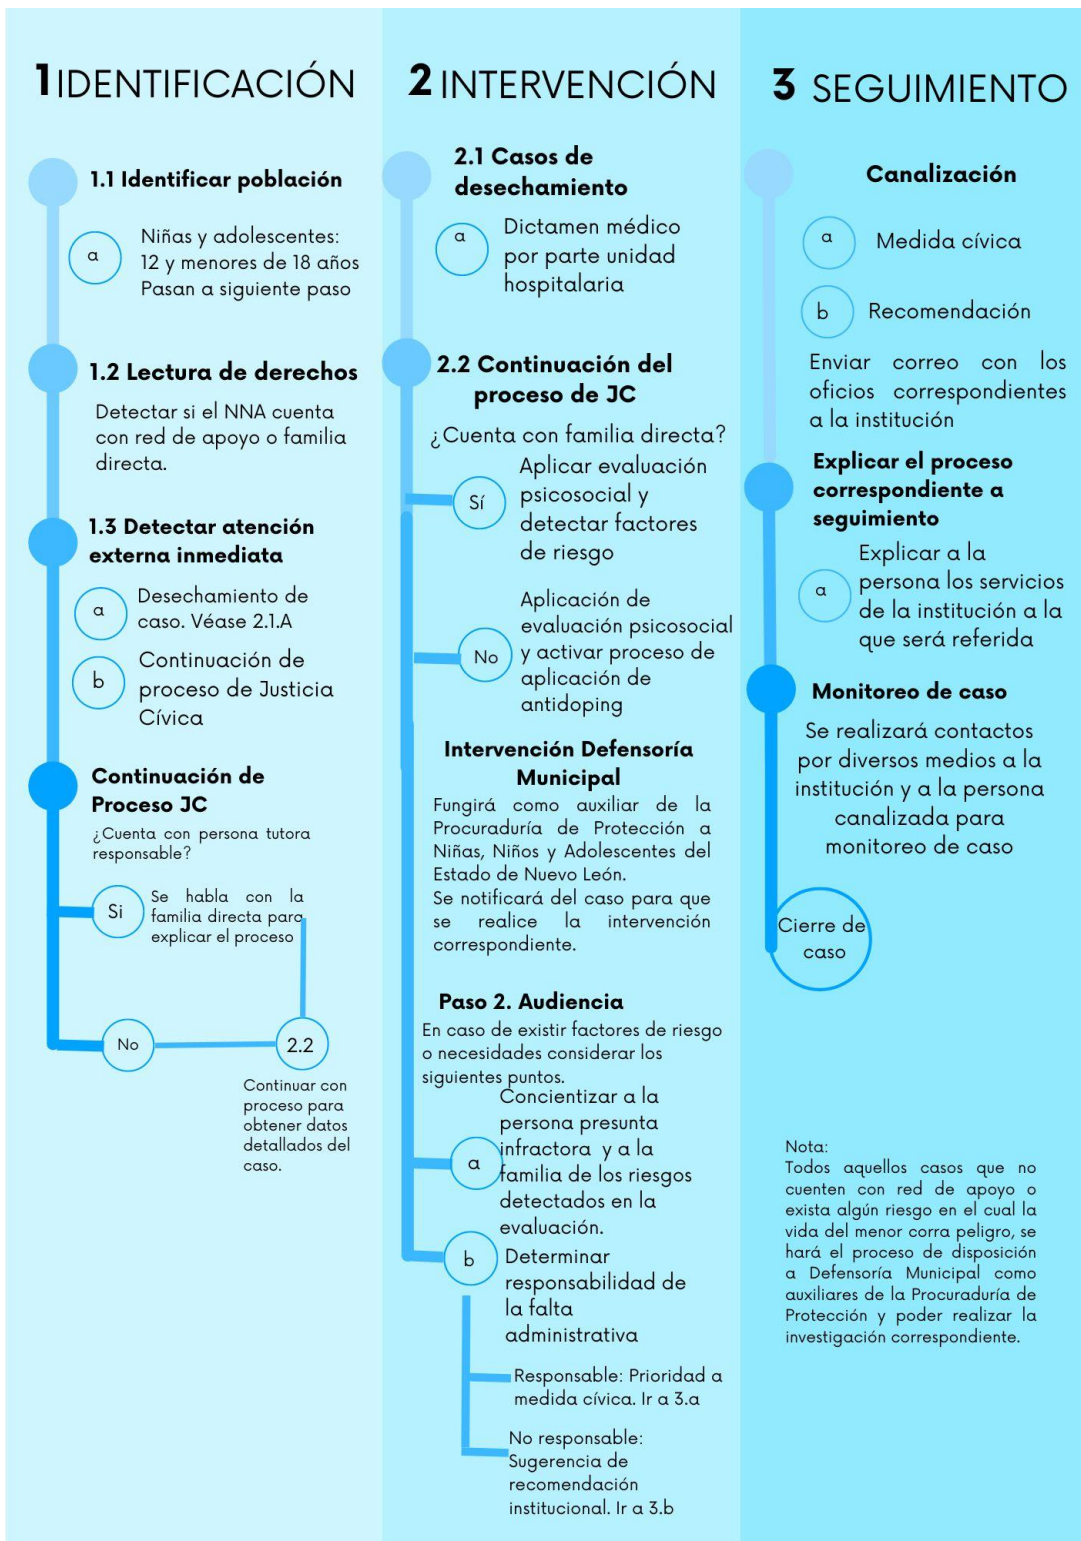 1 IDENTIFICACIÓN
1.1 Identificar población
a
Niñas y adolescentes:
12 y menores de 18 años
Pasan a siguiente paso
1.2 Lectura de derechos
Detectar si el NNA cuenta
con red de apoyo o familia
directa.
1.3 Detectar atención
externa inmediata
a
Desechamiento de
caso. Véase 2.1.A
b
Continuación de
proceso de Justicia
Cívica
Continuación de
Proceso JC
¿Cuenta con persona tutora
responsable?
Si
Se habla con la
familia directa para
explicar el proceso
No
2.2
Continuar con
proceso para
obtener datos
detallados del
caso.
2 INTERVENCIÓN
2.1 Casos de
desechamiento
a
Dictamen médico
por parte unidad
hospitalaria
2.2 Continuación del
proceso de JC
¿Cuenta con familia directa?
Sí
Aplicar evaluación
psicosocial y
detectar factores
de riesgo
No
Aplicación de
evaluación psicosocial
y activar proceso de
aplicación de
antidoping
Intervención Defensoría
Municipal
Fungirá como auxiliar de la
Procuraduría de Protección a
Niñas, Niños y Adolescentes del
Estado de Nuevo León.
Se notificará del caso para que
se realice la intervención
correspondiente.
Paso 2. Audiencia
En caso de existir factores de riesgo
o necesidades considerar los
siguientes puntos.
a
Concientizar a la
persona presunta
infractora y a la
familia de los riesgos
detectados en la
evaluación.
b
Determinar
responsabilidad de
la falta
administrativa
Responsable: Prioridad a
medida cívica. Ir a 3.a
No responsable:
Sugerencia de
recomendación
institucional. Ir a 3.b
3 SEGUIMIENTO
Canalización
a
Medida cívica
b
Recomendación
Enviar correo con los
oficios correspondientes
a la institución
Explicar el proceso
correspondiente a
seguimiento
a
Explicar a la
persona los servicios
de la institución a la
que será referida
Monitoreo de caso
Se realizará contactos
por diversos medios a la
institución y a la persona
canalizada para
monitoreo de caso
Cierre de
caso
Nota:
Todos aquellos casos que no
cuenten con red de apoyo o
exista algún riesgo en el cual la
vida del menor corra peligro, se
hará el proceso de disposición
a Defensoría Municipal como
auxiliares de la Procuraduría de
Protección y poder realizar la
investigación correspondiente.